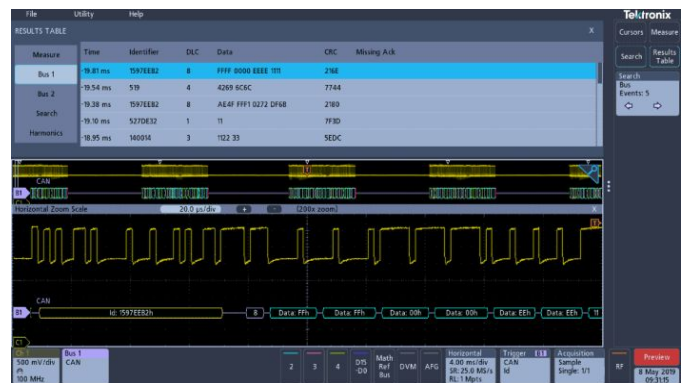 File Utility Help
Tektronix
RESULTS TABLE X
Cursors Measure
Measure Time Identifier DLC Data CRC Missing Ack
Search Results Table
Bus 1 -19.81 ms 1597EEB2 8 FFFF 0000 EEEE 1111 216E
Bus 2 -19.54 ms 519 4 4269 6C6C 7744
Search
Bus
Events: 5
-19.38 ms 1597EEB2 8 AE4F FFF1 0272 DF6B 2180
Search -19.10 ms 527DE32 1 11 7F3D
Harmonics -18.95 ms 140014 3 1122 33 5EDC
T
CAN
B1
Horizontal Zoom Scale 20.0 µs/div + - [200x zoom] X
CAN
B1 Id: 1597EEB2h 8 Data: FFh Data: FFh Data: 00h Data: 00h Data: EEh Data: EEh 11
C1
Ch 1
100 MHz
Bus 1
CAN
2 3 4 D15 -D0 Math Ref Bus DVM AFG
Horizontal
4.00 ms/div
SR: 25.0 MS/s
RL: 1 Mpts
Trigger B1
CAN
Id
Acquisition
Sample
Single: 1/1
RF
Preview
8 May 2019
09:31:15